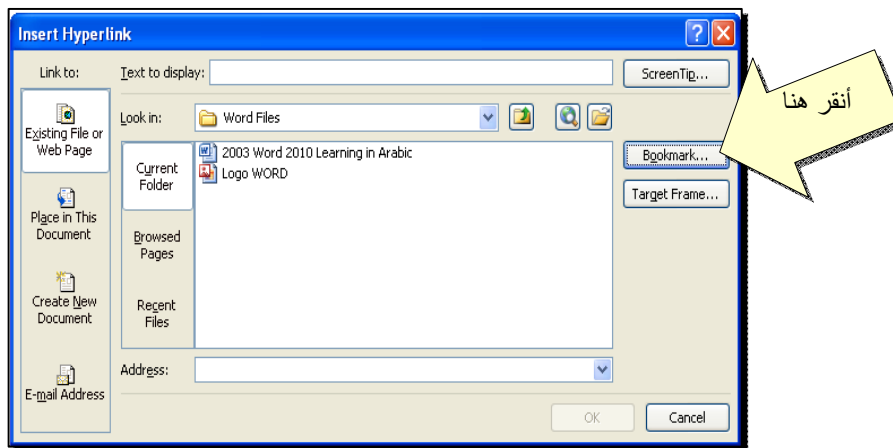 Insert Hyperlink
Link to:
Text to display:
ScreenTip...
أنقر هنا
Existing File or
Web Page
Look in:
Word Files
Current
Folder
2003 Word 2010 Learning in Arabic
Logo WORD
Bookmark...
Target Frame...
Place in This
Document
Browsed
Pages
Create New
Document
Recent
Files
Address:
E-mail Address
OK
Cancel